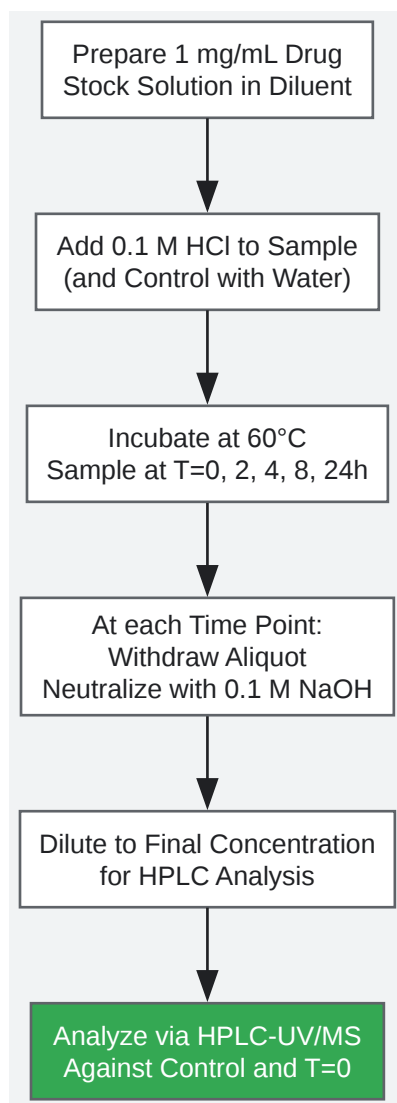 Prepare 1 mg/mL Drug
Stock Solution in Diluent
Add 0.1 M HCl to Sample
(and Control with Water)
Incubate at 60°C
Sample at T=0, 2, 4, 8, 24h
At each Time Point:
Withdraw Aliquot
Neutralize with 0.1 M NaOH
Dilute to Final Concentration
for HPLC Analysis
Analyze via HPLC-UV/MS
Against Control and T=0